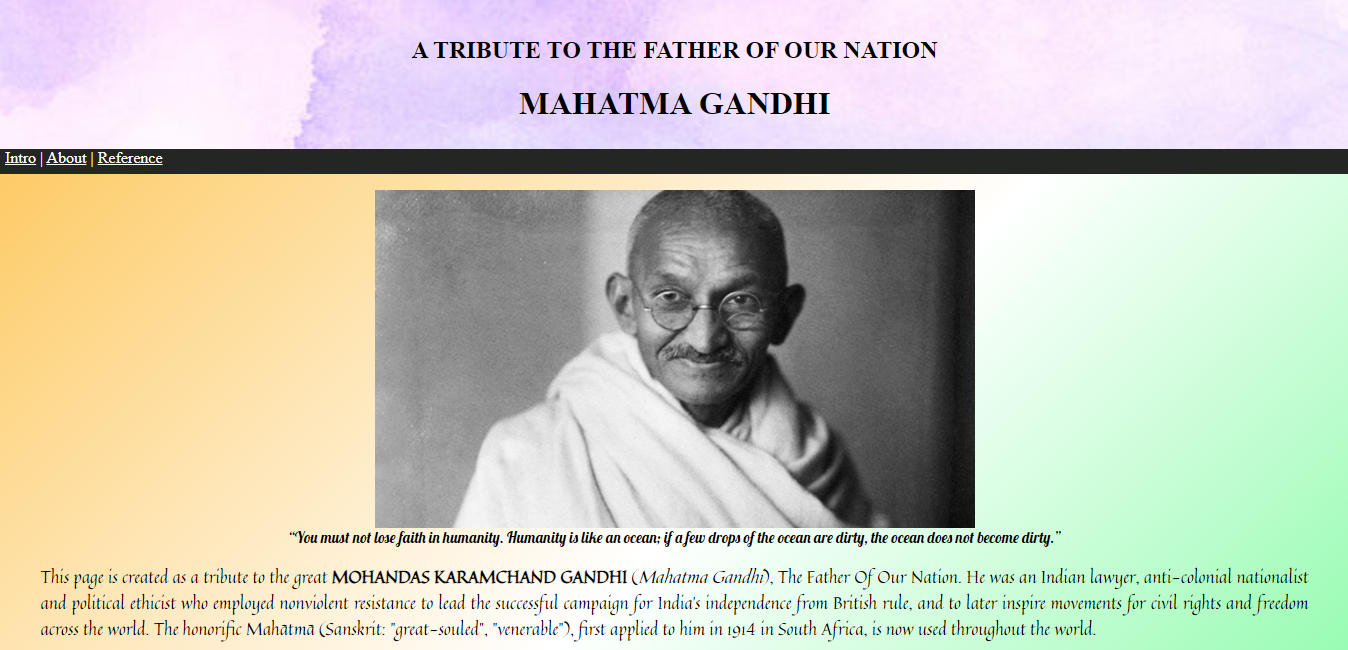 A TRIBUTE TO THE FATHER OF OUR NATION
MAHATMA GANDHI
Intro | About | Reference
“You must not lose faith in humanity. Humanity is like an ocean; if a few drops of the ocean are dirty, the ocean does not become dirty.”
This page is created as a tribute to the great MOHANDAS KARAMCHAND GANDHI (Mahatma Gandhi), The Father Of Our Nation. He was an Indian lawyer, anti-colonial nationalist
and political ethicist who employed nonviolent resistance to lead the successful campaign for India's independence from British rule, and to later inspire movements for civil rights and freedom
across the world. The honorific Mahātmā (Sanskrit: "great-souled", "venerable"), first applied to him in 1914 in South Africa, is now used throughout the world.